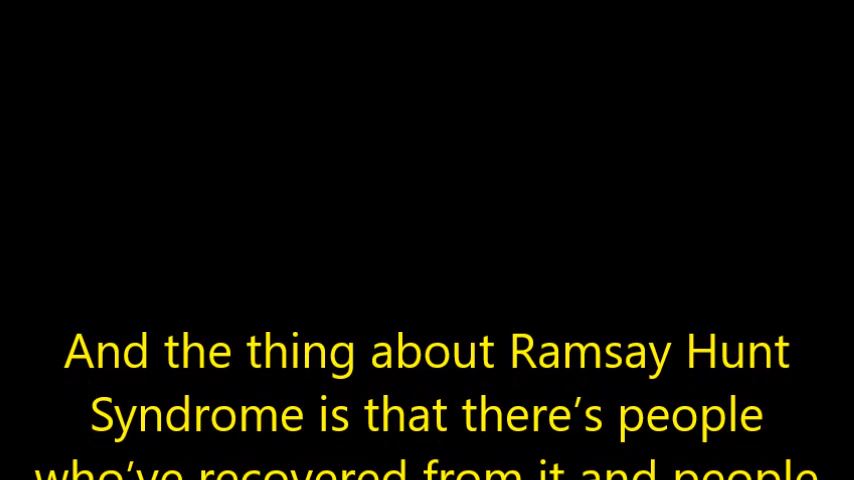 And the thing about Ramsay Hunt
Syndrome is that there’s people
who’ve recovered from it and people